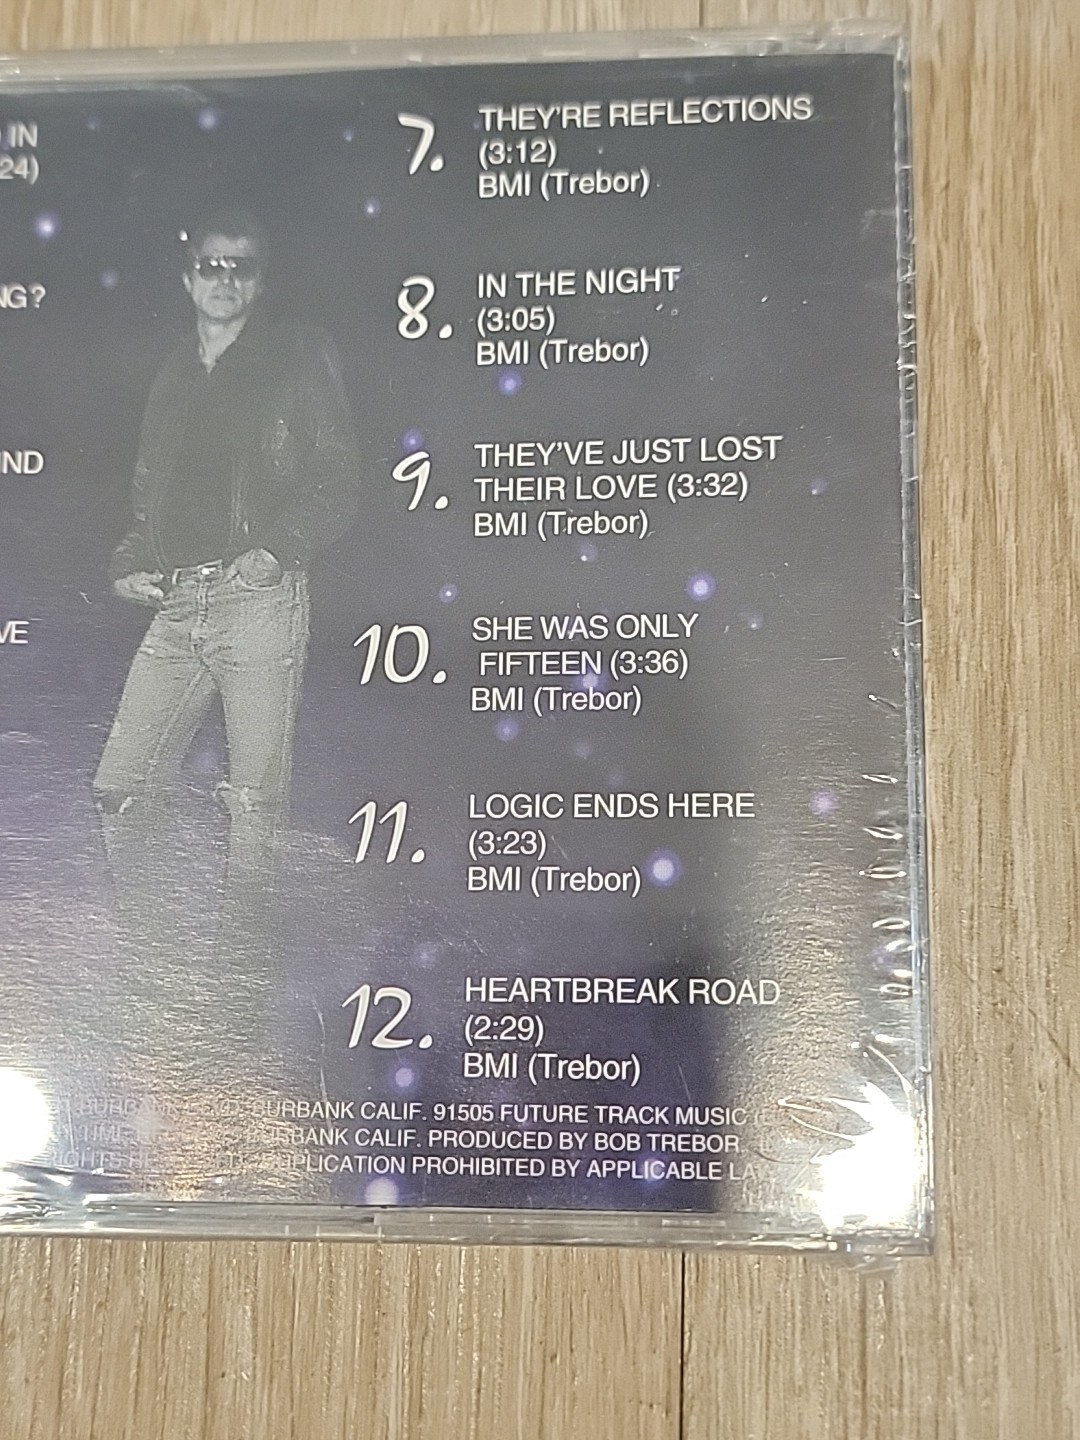 IN
24)
NG?
IND
VE
7. THEY'RE REFLECTIONS
(3:12)
BMI (Trebor)
8. IN THE NIGHT
(3:05)
BMI (Trebor)
9. THEY'VE JUST LOST
THEIR LOVE (3:32)
BMI (Trebor)
10. SHE WAS ONLY
FIFTEEN (3:36)
BMI (Trebor)
11. LOGIC ENDS HERE
(3:23)
BMI (Trebor)
12. HEARTBREAK ROAD
(2:29)
BMI (Trebor)
BURBANK CALIF. 91505 FUTURE TRACK MUSIC
BURBANK CALIF. PRODUCED BY BOB TREBOR.
DUPLICATION PROHIBITED BY APPLICABLE LA